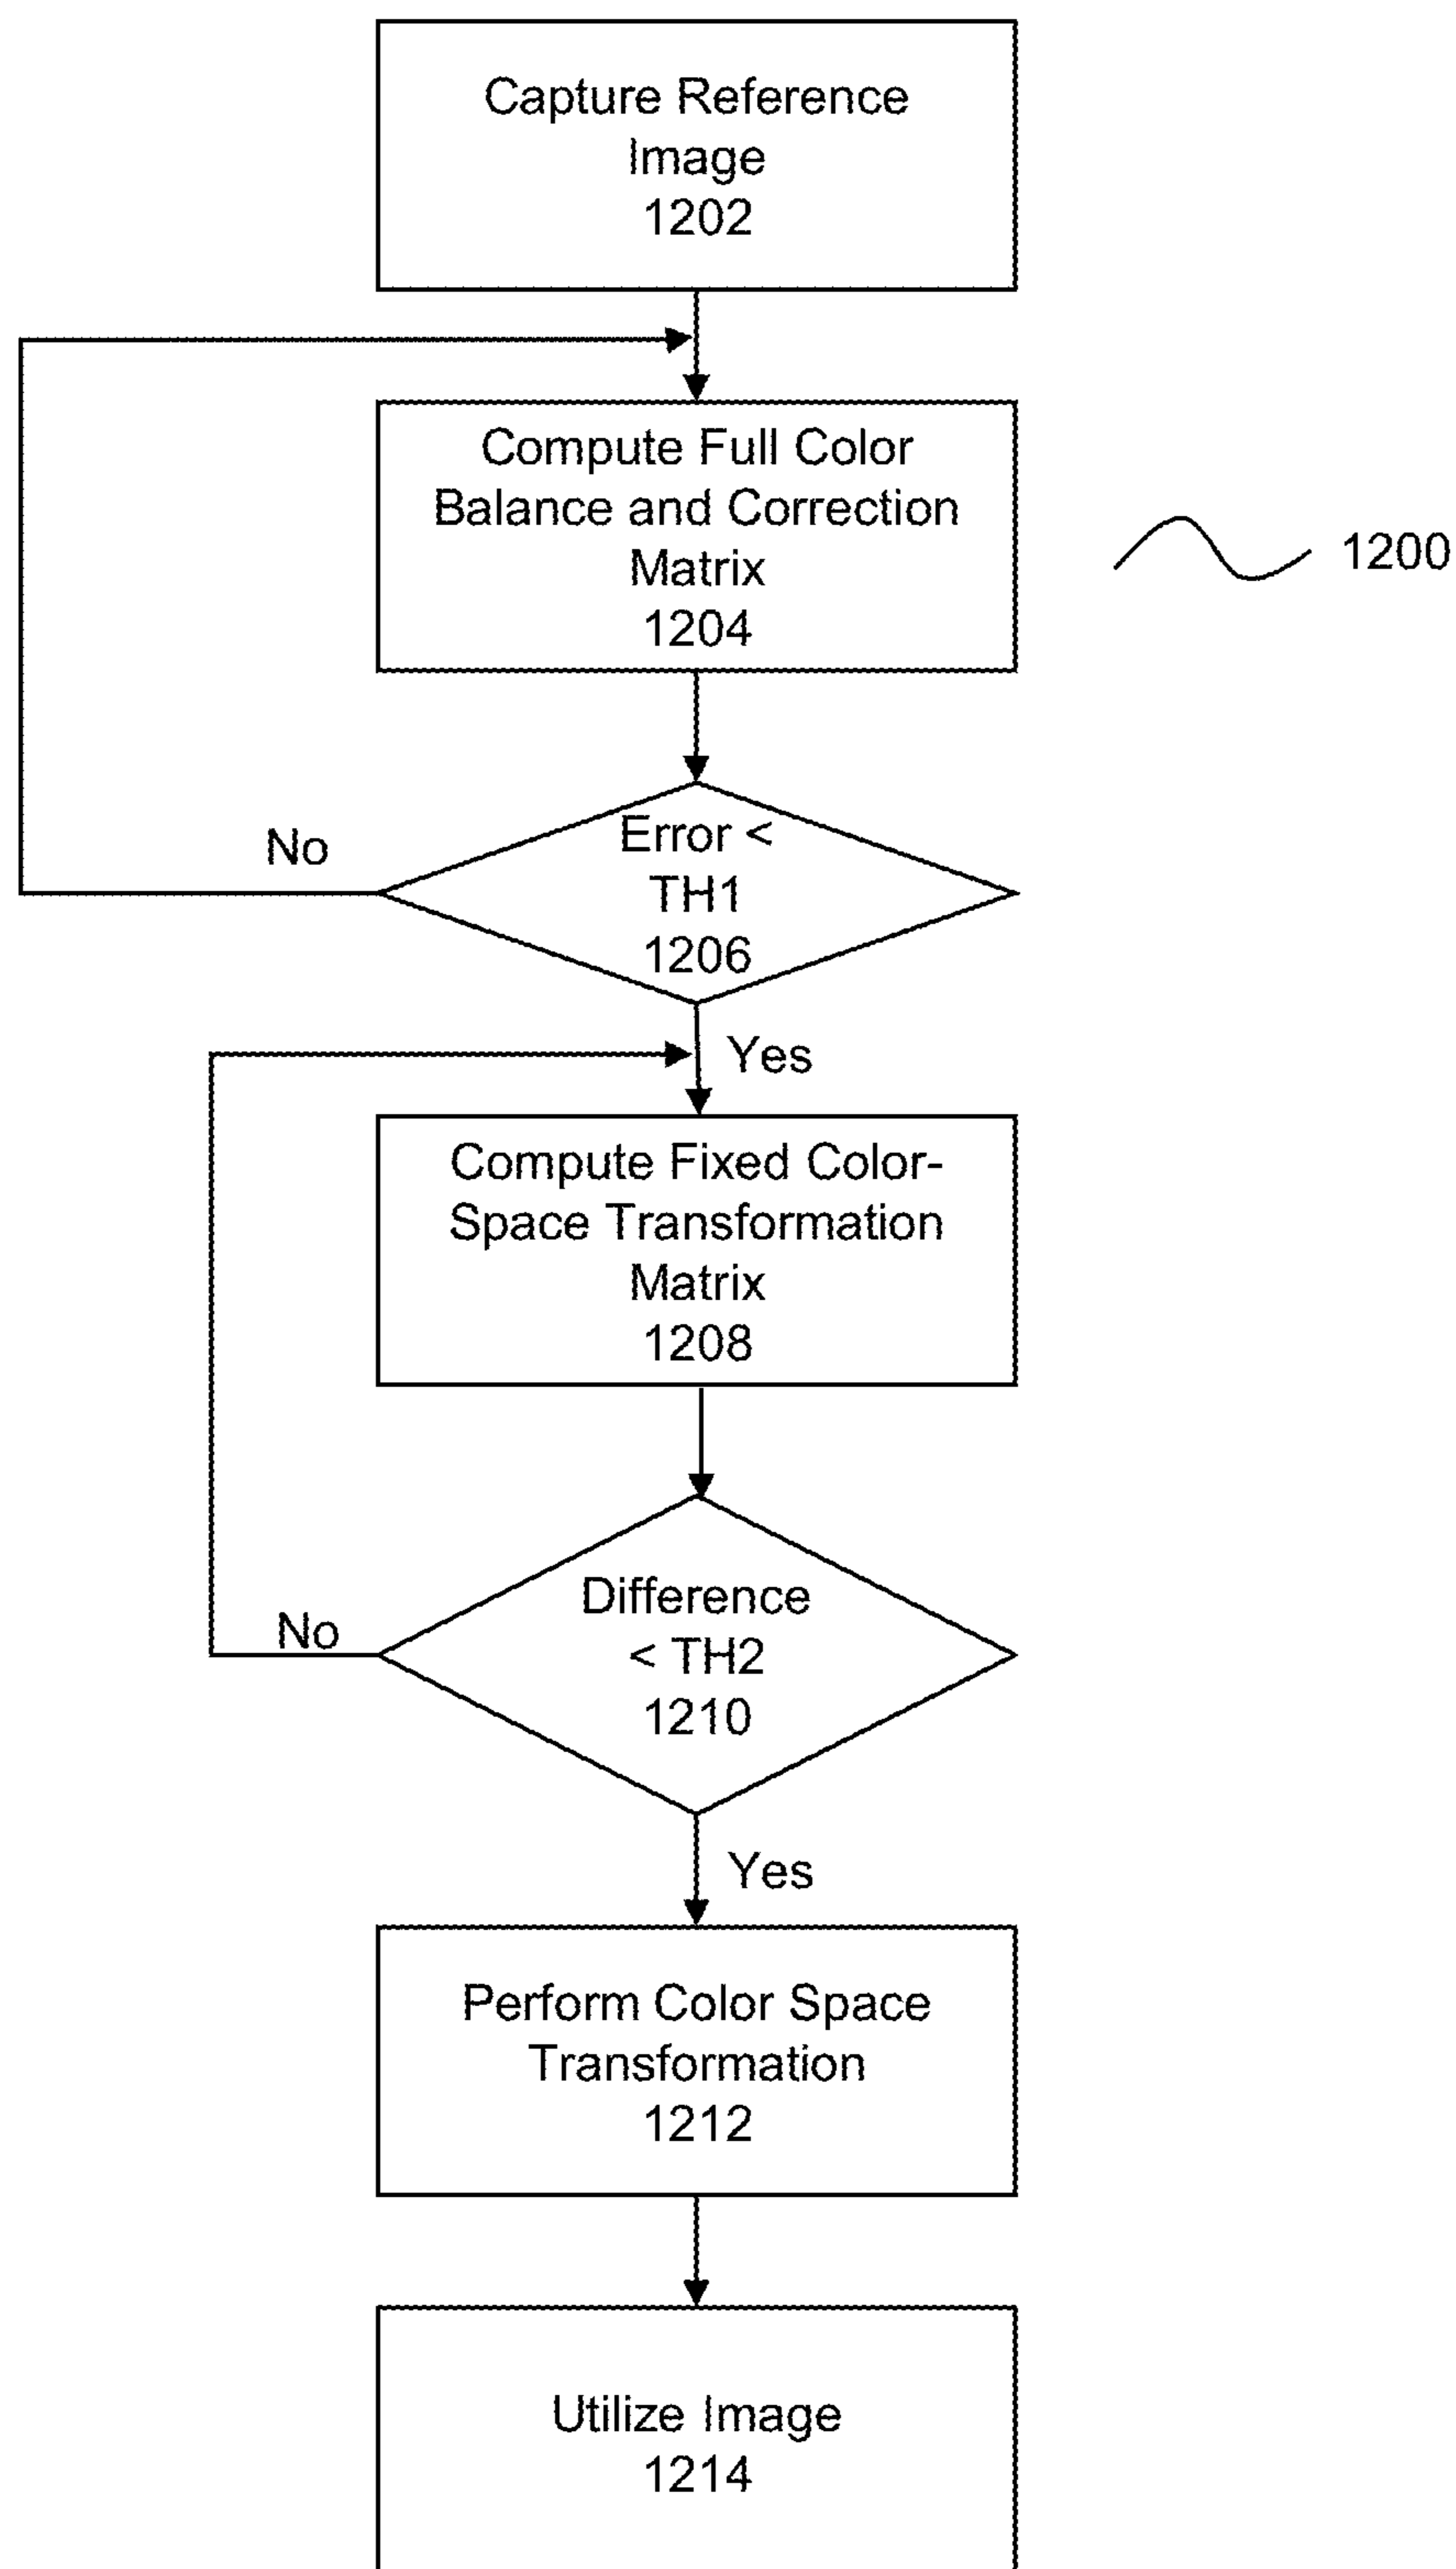 Capture Reference
Image
1202
Compute Full Color
Balance and Correction
Matrix
1204
1200
No
Error <
TH1
1206
Yes
Compute Fixed Color-
Space Transformation
Matrix
1208
Difference
< TH2
1210
No
Yes
Perform Color Space
Transformation
1212
Utilize Image
1214